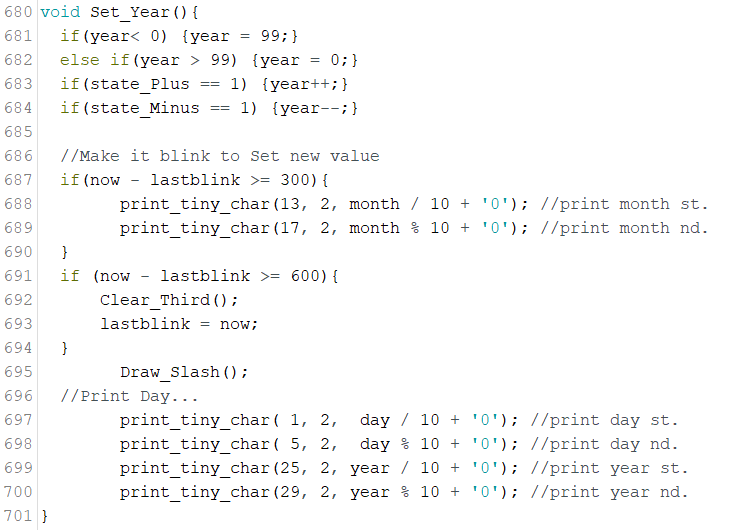 680 void Set_Year(){
681   if(year< 0) {year = 99;}
682   else if(year > 99) {year = 0;}
683   if(state_Plus == 1) {year++;}
684   if(state_Minus == 1) {year--;}
685
686   //Make it blink to Set new value
687   if(now - lastblink >= 300){
688         print_tiny_char(13, 2, month / 10 + '0'); //print month st.
689         print_tiny_char(17, 2, month % 10 + '0'); //print month nd.
690   }
691   if (now - lastblink >= 600){
692       Clear_Third();
693       lastblink = now;
694   }
695         Draw_Slash();
696   //Print Day...
697         print_tiny_char( 1, 2,  day / 10 + '0'); //print day st.
698         print_tiny_char( 5, 2,  day % 10 + '0'); //print day nd.
699         print_tiny_char(25, 2, year / 10 + '0'); //print year st.
700         print_tiny_char(29, 2, year % 10 + '0'); //print year nd.
701 }